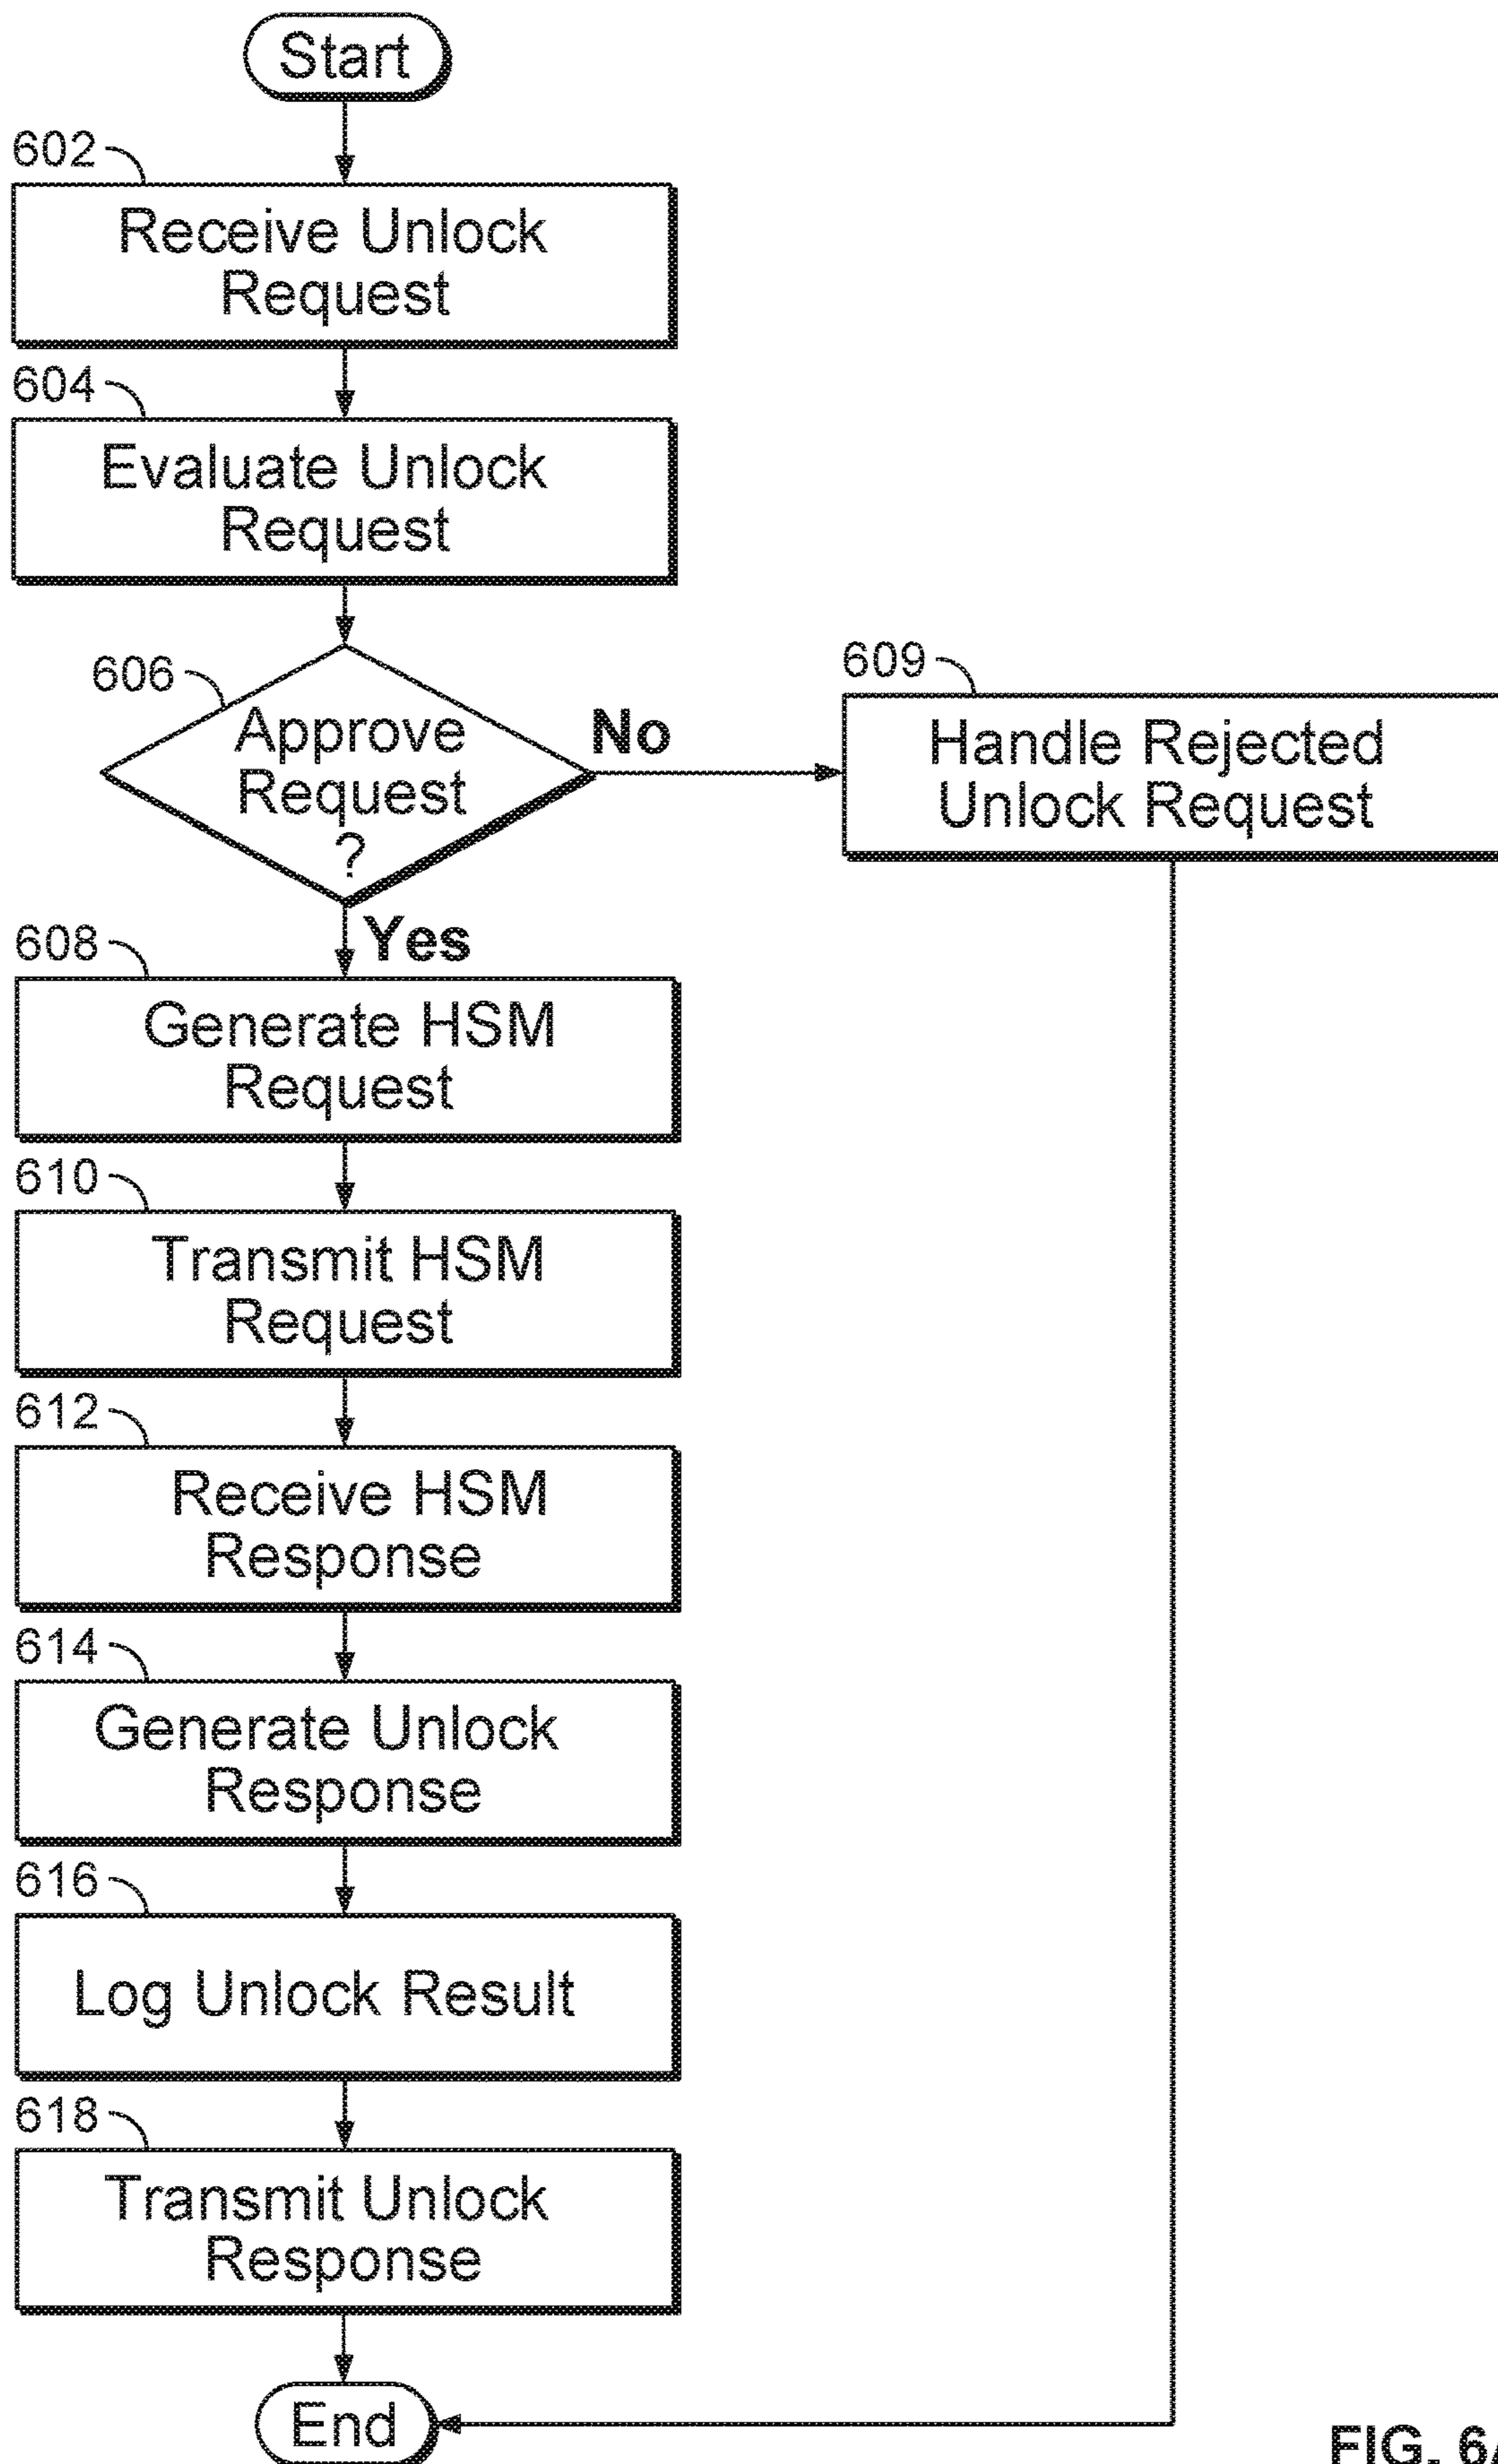 Start
602
Receive Unlock
Request
604
Evaluate Unlock
Request
606
Approve
Request
?
No
609
Handle Rejected
Unlock Request
Yes
608
Generate HSM
Request
610
Transmit HSM
Request
612
Receive HSM
Response
614
Generate Unlock
Response
616
Log Unlock Result
618
Transmit Unlock
Response
End
FIG. 6A